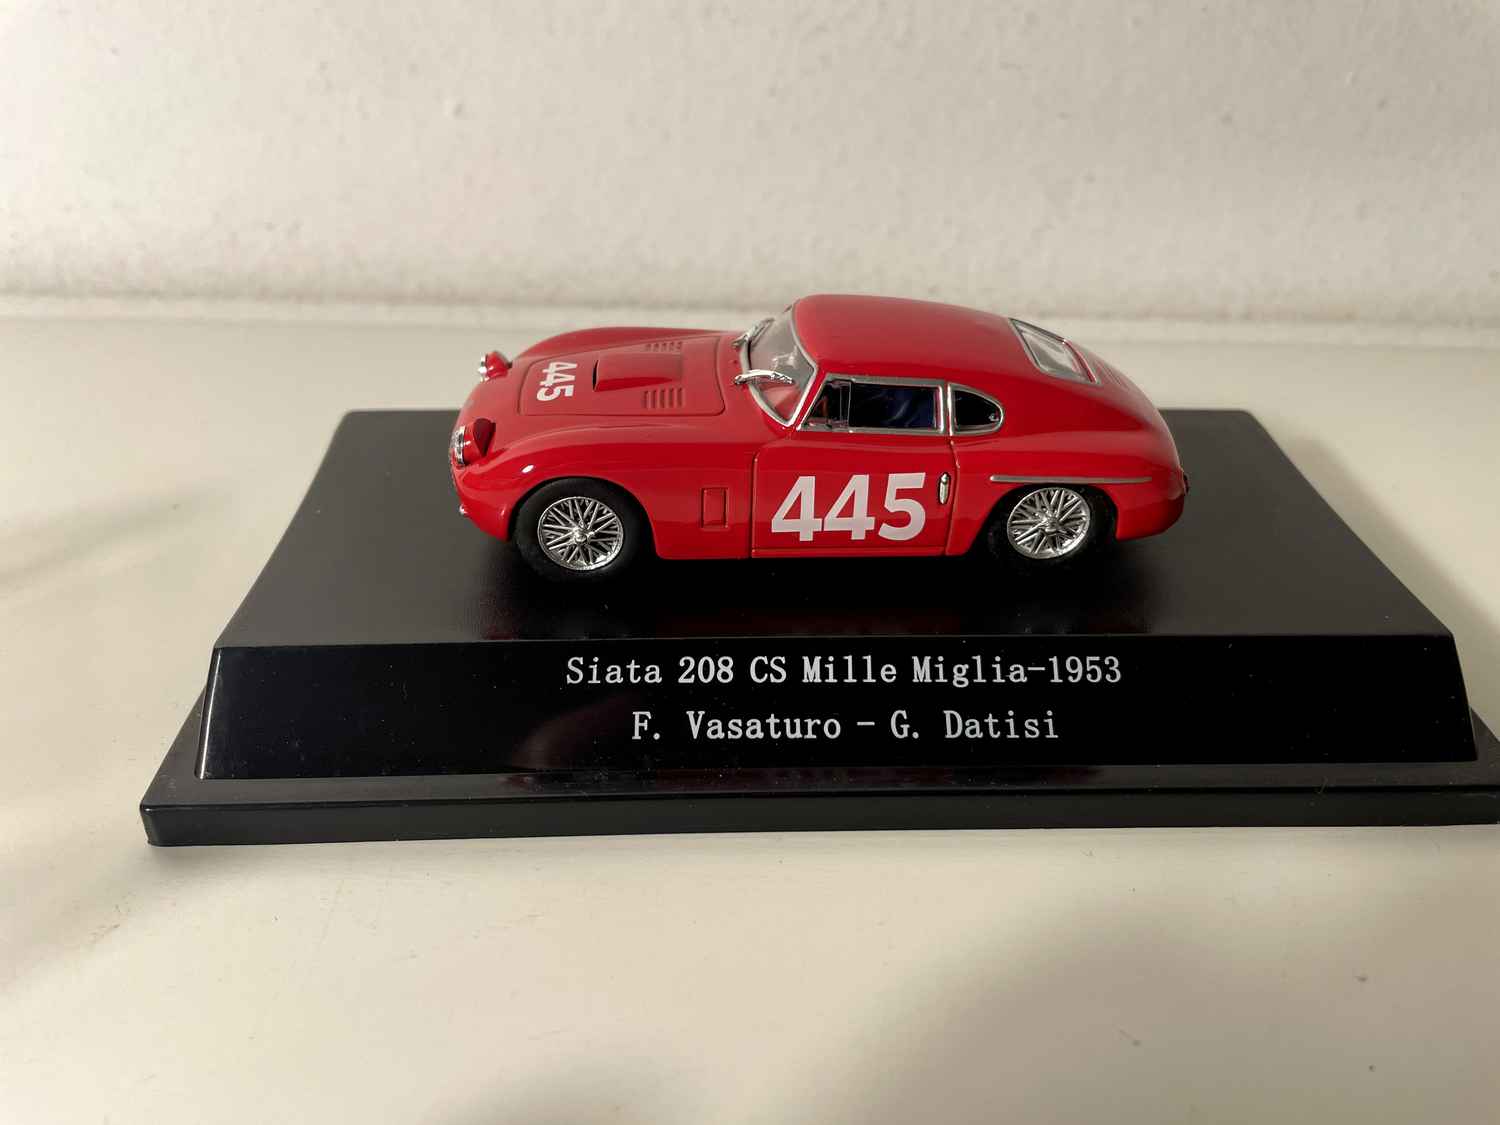 445
445
Siata 208 CS Mille Miglia-1953
F. Vasaturo - G. Datisi